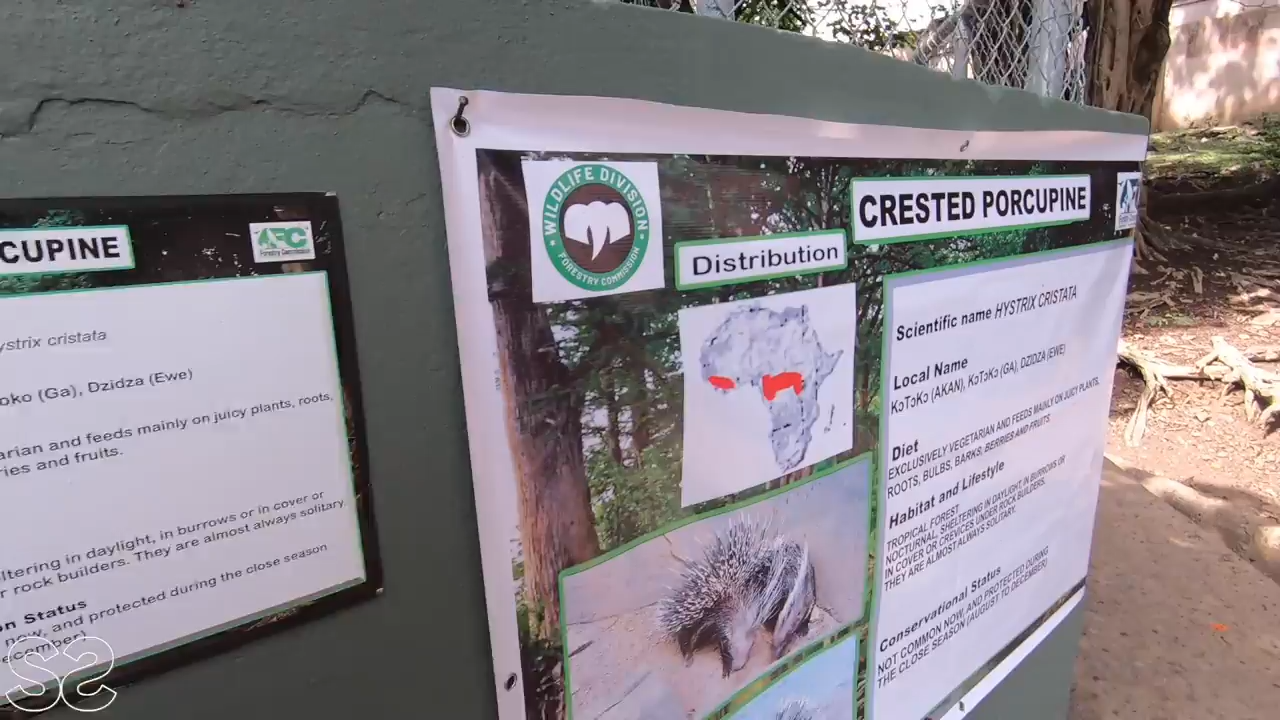 CUPINE
FC
Forestry Commission
ystrix cristata
oko (Ga), Dzidza (Ewe)
arian and feeds mainly on juicy plants, roots,
ries and fruits.
ltering in daylight, in burrows or in cover or
r rock builders. They are almost always solitary.
on Status
now, and protected during the close season
ecember)
WILDLIFE DIVISION
FORESTRY COMMISSION
Distribution
CRESTED PORCUPINE
Scientific name HYSTRIX CRISTATA
Local Name
KƆTƆKƆ (AKAN), KƆTƆKƆ (GA), DZIDZA (EWE)
Diet
EXCLUSIVELY VEGETARIAN AND FEEDS MAINLY ON JUICY PLANTS,
ROOTS, BULBS, BARKS, BERRIES AND FRUITS.
Habitat and Lifestyle
TROPICAL FOREST
NOCTURNAL, SHELTERING IN DAYLIGHT, IN BURROWS OR
IN COVER OR CREVICES UNDER ROCK BUILDERS.
THEY ARE ALMOST ALWAYS SOLITARY.
Conservational Status
NOT COMMON NOW, AND PROTECTED DURING
THE CLOSE SEASON (AUGUST TO DECEMBER)